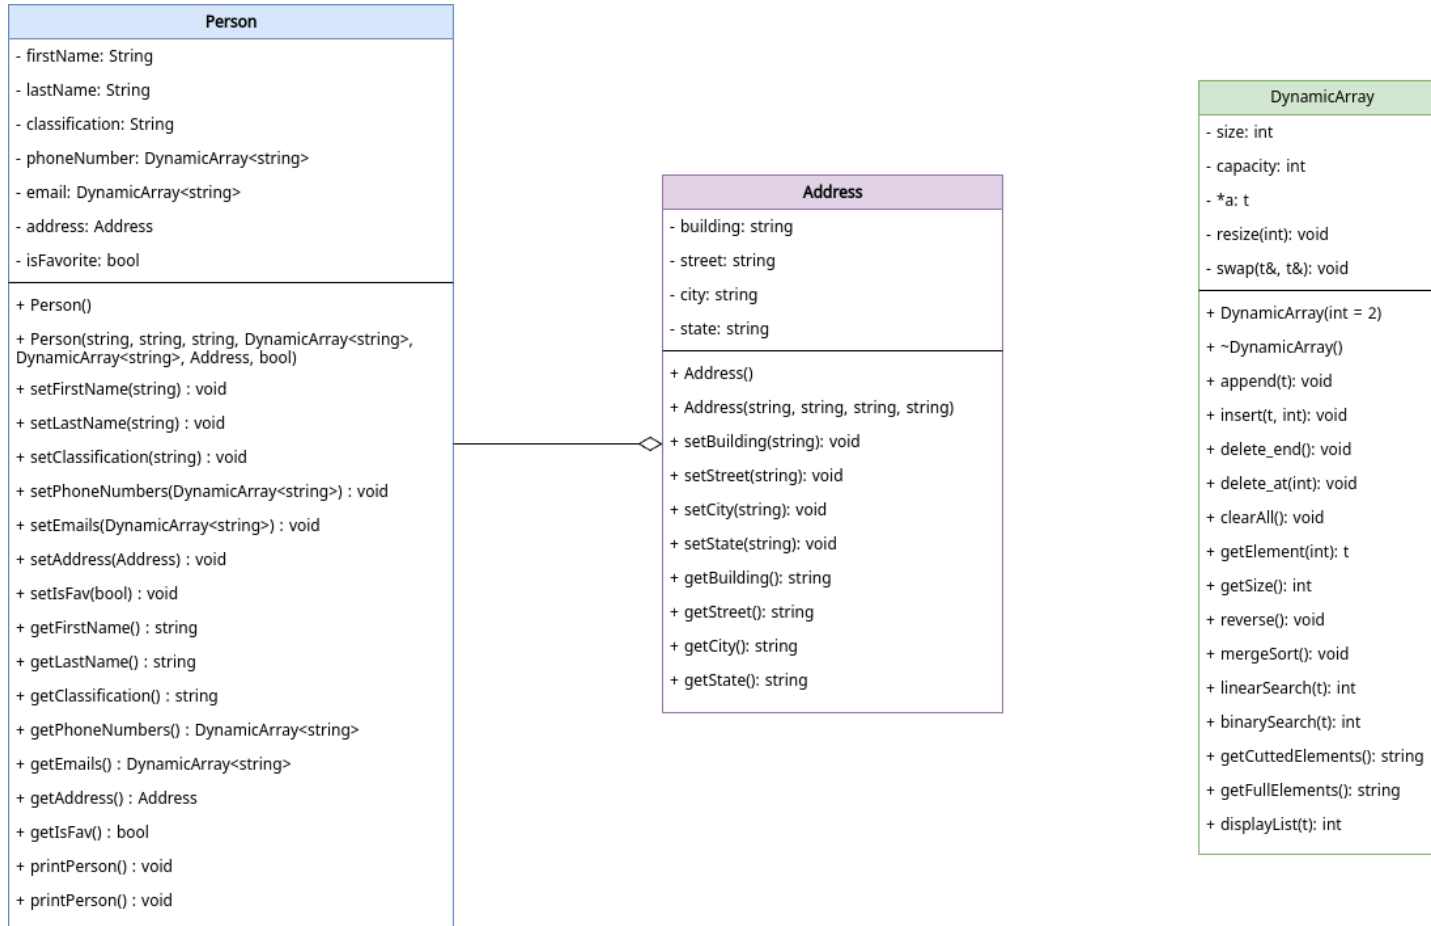 Person
- firstName: String
- lastName: String
- classification: String
- phoneNumber: DynamicArray<string>
- email: DynamicArray<string>
- address: Address
- isFavorite: bool
+ Person()
+ Person(string, string, string, DynamicArray<string>,
DynamicArray<string>, Address, bool)
+ setFirstName(string) : void
+ setLastName(string) : void
+ setClassification(string) : void
+ setPhoneNumbers(DynamicArray<string>) : void
+ setEmails(DynamicArray<string>) : void
+ setAddress(Address) : void
+ setIsFav(bool) : void
+ getFirstName() : string
+ getLastName() : string
+ getClassification() : string
+ getPhoneNumbers() : DynamicArray<string>
+ getEmails() : DynamicArray<string>
+ getAddress() : Address
+ getIsFav() : bool
+ printPerson() : void
+ printPerson() : void
Address
- building: string
- street: string
- city: string
- state: string
+ Address()
+ Address(string, string, string, string)
+ setBuilding(string): void
+ setStreet(string): void
+ setCity(string): void
+ setState(string): void
+ getBuilding(): string
+ getStreet(): string
+ getCity(): string
+ getState(): string
DynamicArray
- size: int
- capacity: int
- *a: t
- resize(int): void
- swap(t&, t&): void
+ DynamicArray(int = 2)
+ ~DynamicArray()
+ append(t): void
+ insert(t, int): void
+ delete_end(): void
+ delete_at(int): void
+ clearAll(): void
+ getElement(int): t
+ getSize(): int
+ reverse(): void
+ mergeSort(): void
+ linearSearch(t): int
+ binarySearch(t): int
+ getCuttedElements(): string
+ getFullElements(): string
+ displayList(t): int